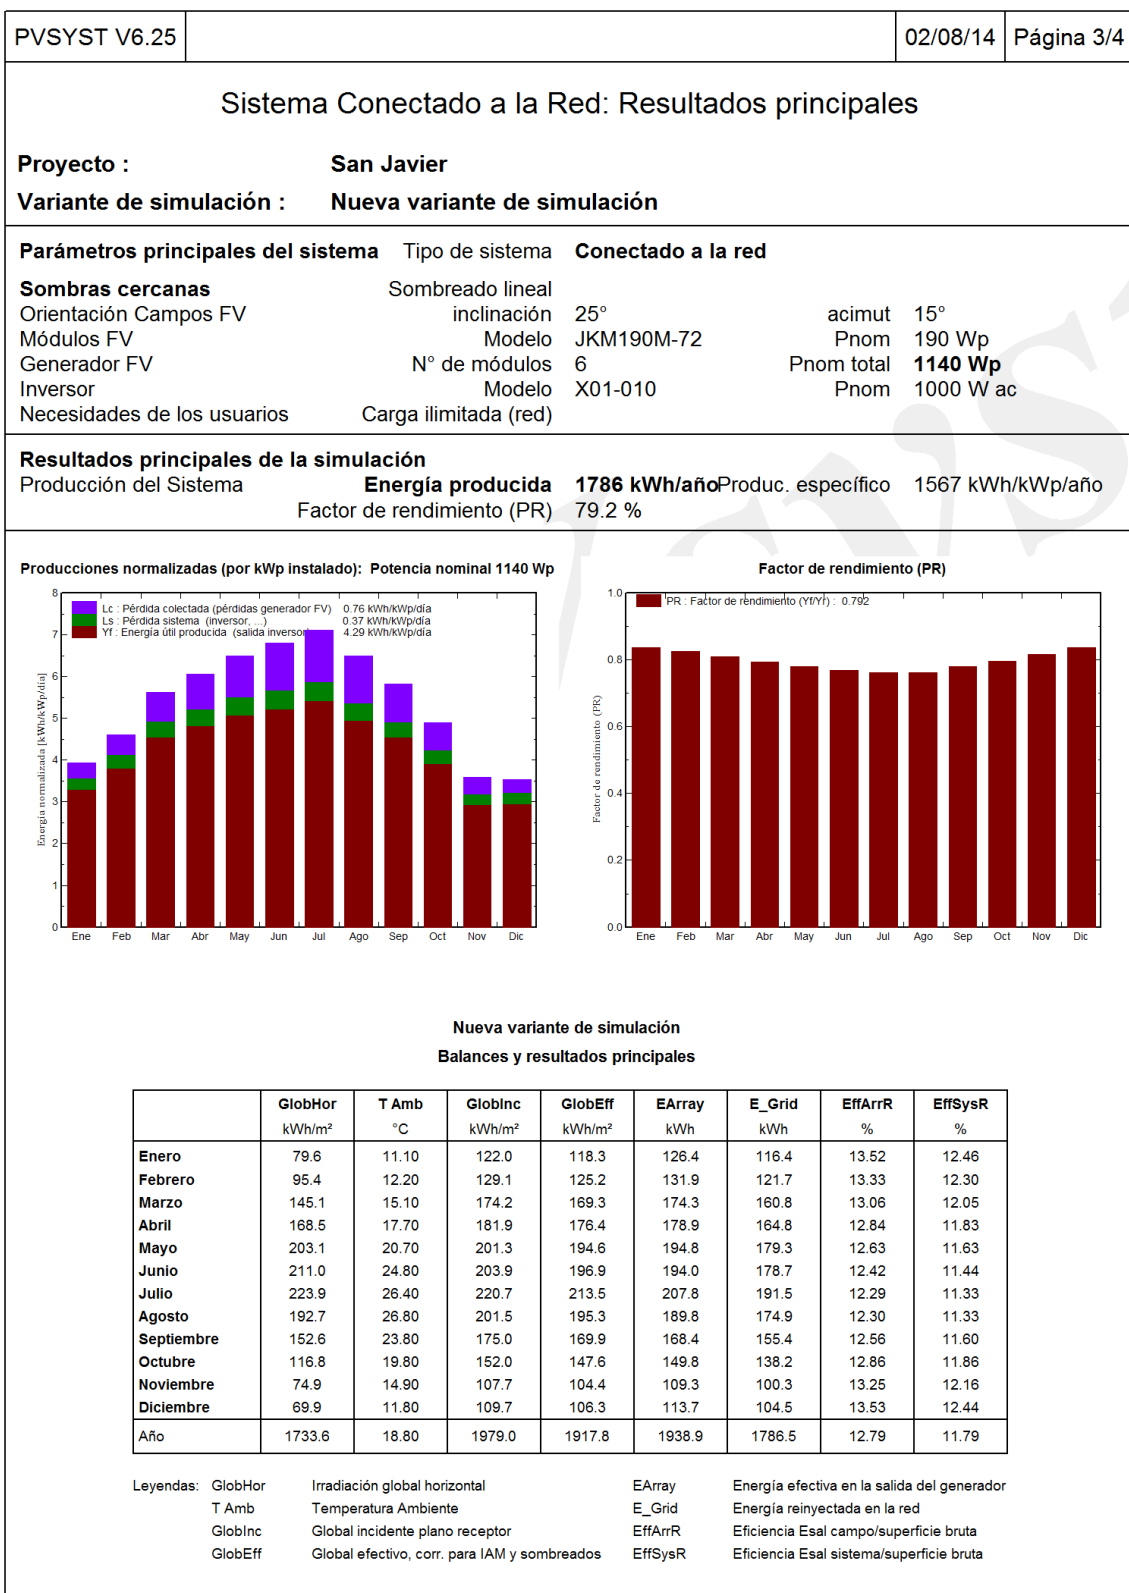 PVSYST V6.25 02/08/14 Página 3/4
Sistema Conectado a la Red: Resultados principales
Proyecto : San Javier
Variante de simulación : Nueva variante de simulación
Parámetros principales del sistema Tipo de sistema Conectado a la red
Sombras cercanas Sombreado lineal
Orientación Campos FV inclinación 25° acimut 15°
Módulos FV Modelo JKM190M-72 Pnom 190 Wp
Generador FV N° de módulos 6 Pnom total 1140 Wp
Inversor Modelo X01-010 Pnom 1000 W ac
Necesidades de los usuarios Carga ilimitada (red)
Resultados principales de la simulación
Producción del Sistema Energía producida 1786 kWh/año Produc. específico 1567 kWh/kWp/año
Factor de rendimiento (PR) 79.2 %
Producciones normalizadas (por kWp instalado): Potencia nominal 1140 Wp
Lc : Pérdida colectada (pérdidas generador FV) 0.76 kWh/kWp/día
Ls : Pérdida sistema (inversor, ...) 0.37 kWh/kWp/día
Yf : Energía útil producida (salida inversor) 4.29 kWh/kWp/día
Energía normalizada [kWh/kWp/día]
8
7
6
5
4
3
2
1
0
Ene Feb Mar Abr May Jun Jul Ago Sep Oct Nov Dic
Factor de rendimiento (PR)
PR : Factor de rendimiento (Yf/Yr) : 0.792
Factor de rendimiento (PR)
1.0
0.8
0.6
0.4
0.2
0.0
Ene Feb Mar Abr May Jun Jul Ago Sep Oct Nov Dic
Nueva variante de simulación
Balances y resultados principales
GlobHor T Amb GlobInc GlobEff EArray E_Grid EffArrR EffSysR
kWh/m² °C kWh/m² kWh/m² kWh kWh % %
Enero 79.6 11.10 122.0 118.3 126.4 116.4 13.52 12.46
Febrero 95.4 12.20 129.1 125.2 131.9 121.7 13.33 12.30
Marzo 145.1 15.10 174.2 169.3 174.3 160.8 13.06 12.05
Abril 168.5 17.70 181.9 176.4 178.9 164.8 12.84 11.83
Mayo 203.1 20.70 201.3 194.6 194.8 179.3 12.63 11.63
Junio 211.0 24.80 203.9 196.9 194.0 178.7 12.42 11.44
Julio 223.9 26.40 220.7 213.5 207.8 191.5 12.29 11.33
Agosto 192.7 26.80 201.5 195.3 189.8 174.9 12.30 11.33
Septiembre 152.6 23.80 175.0 169.9 168.4 155.4 12.56 11.60
Octubre 116.8 19.80 152.0 147.6 149.8 138.2 12.86 11.86
Noviembre 74.9 14.90 107.7 104.4 109.3 100.3 13.25 12.16
Diciembre 69.9 11.80 109.7 106.3 113.7 104.5 13.53 12.44
Año 1733.6 18.80 1979.0 1917.8 1938.9 1786.5 12.79 11.79
Leyendas: GlobHor Irradiación global horizontal EArray Energía efectiva en la salida del generador
T Amb Temperatura Ambiente E_Grid Energía reinyectada en la red
GlobInc Global incidente plano receptor EffArrR Eficiencia Esal campo/superficie bruta
GlobEff Global efectivo, corr. para IAM y sombreados EffSysR Eficiencia Esal sistema/superficie bruta